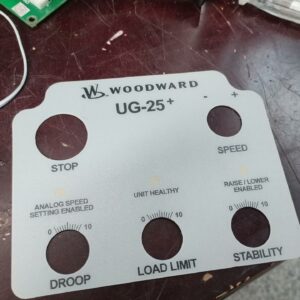 WOODWARD
UG-25+
- +
STOP
SPEED
ANALOG SPEED
SETTING ENABLED
UNIT HEALTHY
RAISE / LOWER
ENABLED
0 10
0 10
0 10
DROOP
LOAD LIMIT
STABILITY